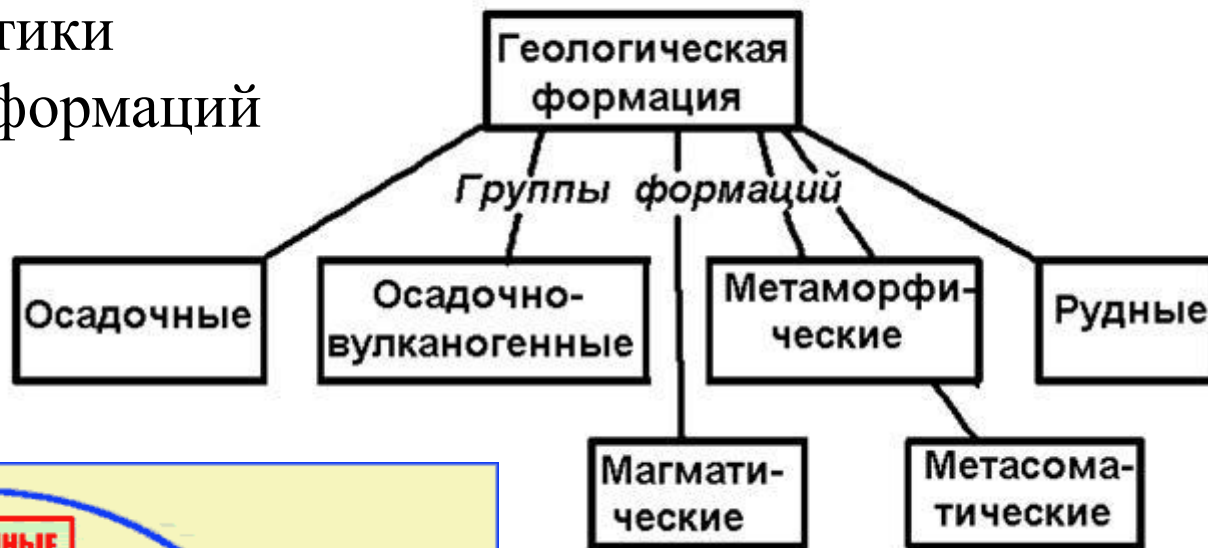 тики
формаций
Геологическая
формация
Группы формаций
Осадочные
Осадочно-
вулканогенные
Метаморфи-
ческие
Рудные
Магмати-
ческие
Метасома-
тические